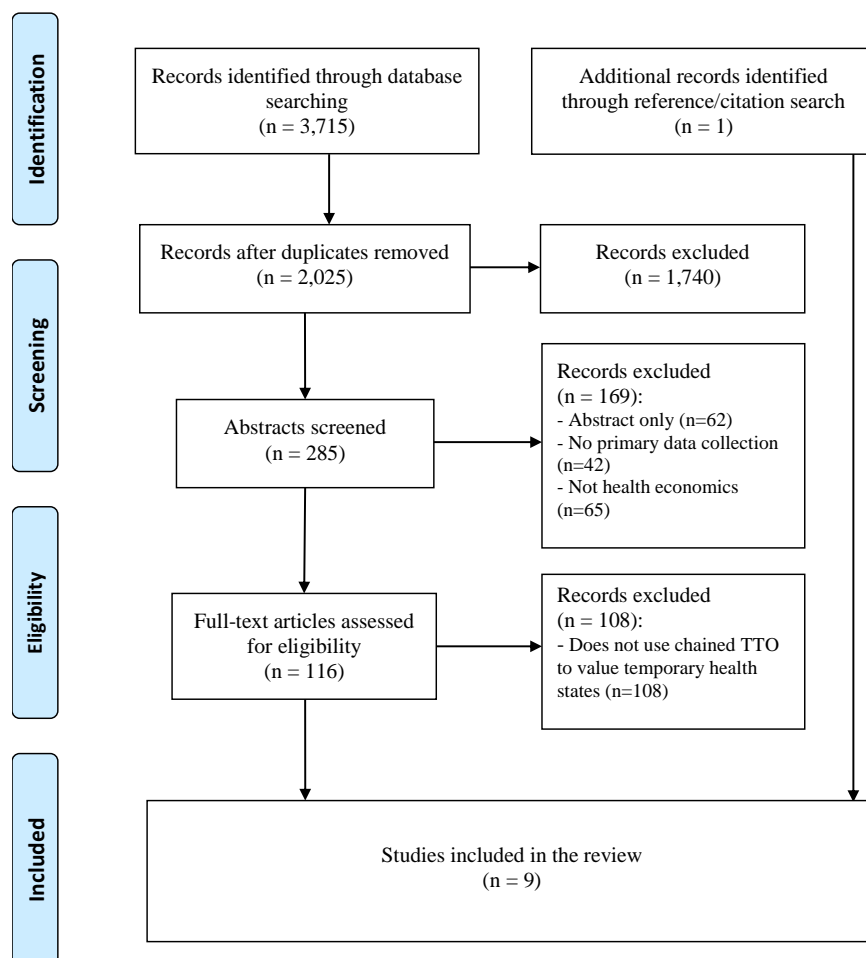 Identification
Records identified through database
searching
(n = 3,715)
Additional records identified
through reference/citation search
(n = 1)
Screening
Records after duplicates removed
(n = 2,025)
Records excluded
(n = 1,740)
Abstracts screened
(n = 285)
Records excluded
(n = 169):
- Abstract only (n=62)
- No primary data collection
(n=42)
- Not health economics
(n=65)
Eligibility
Full-text articles assessed
for eligibility
(n = 116)
Records excluded
(n = 108):
- Does not use chained TTO
to value temporary health
states (n=108)
Included
Studies included in the review
(n = 9)